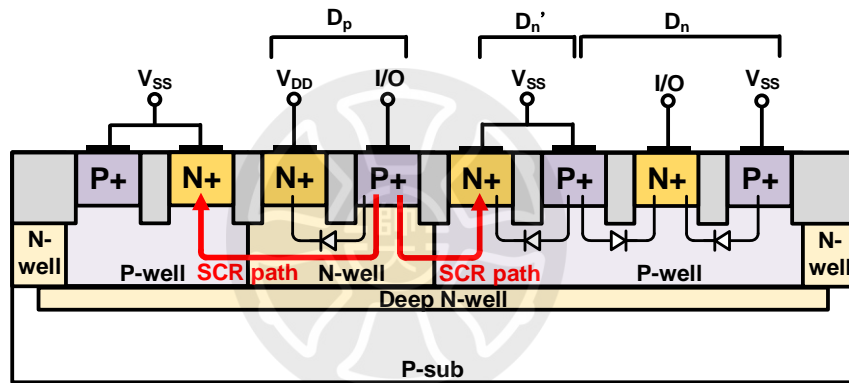 Dp
Dn'
Dn
VSS
VDD
I/O
VSS
I/O
VSS
P+
N+
N+
P+
N+
P+
N+
P+
N-
well
P-well
SCR path
N-well
SCR path
P-well
N-
well
Deep N-well
P-sub